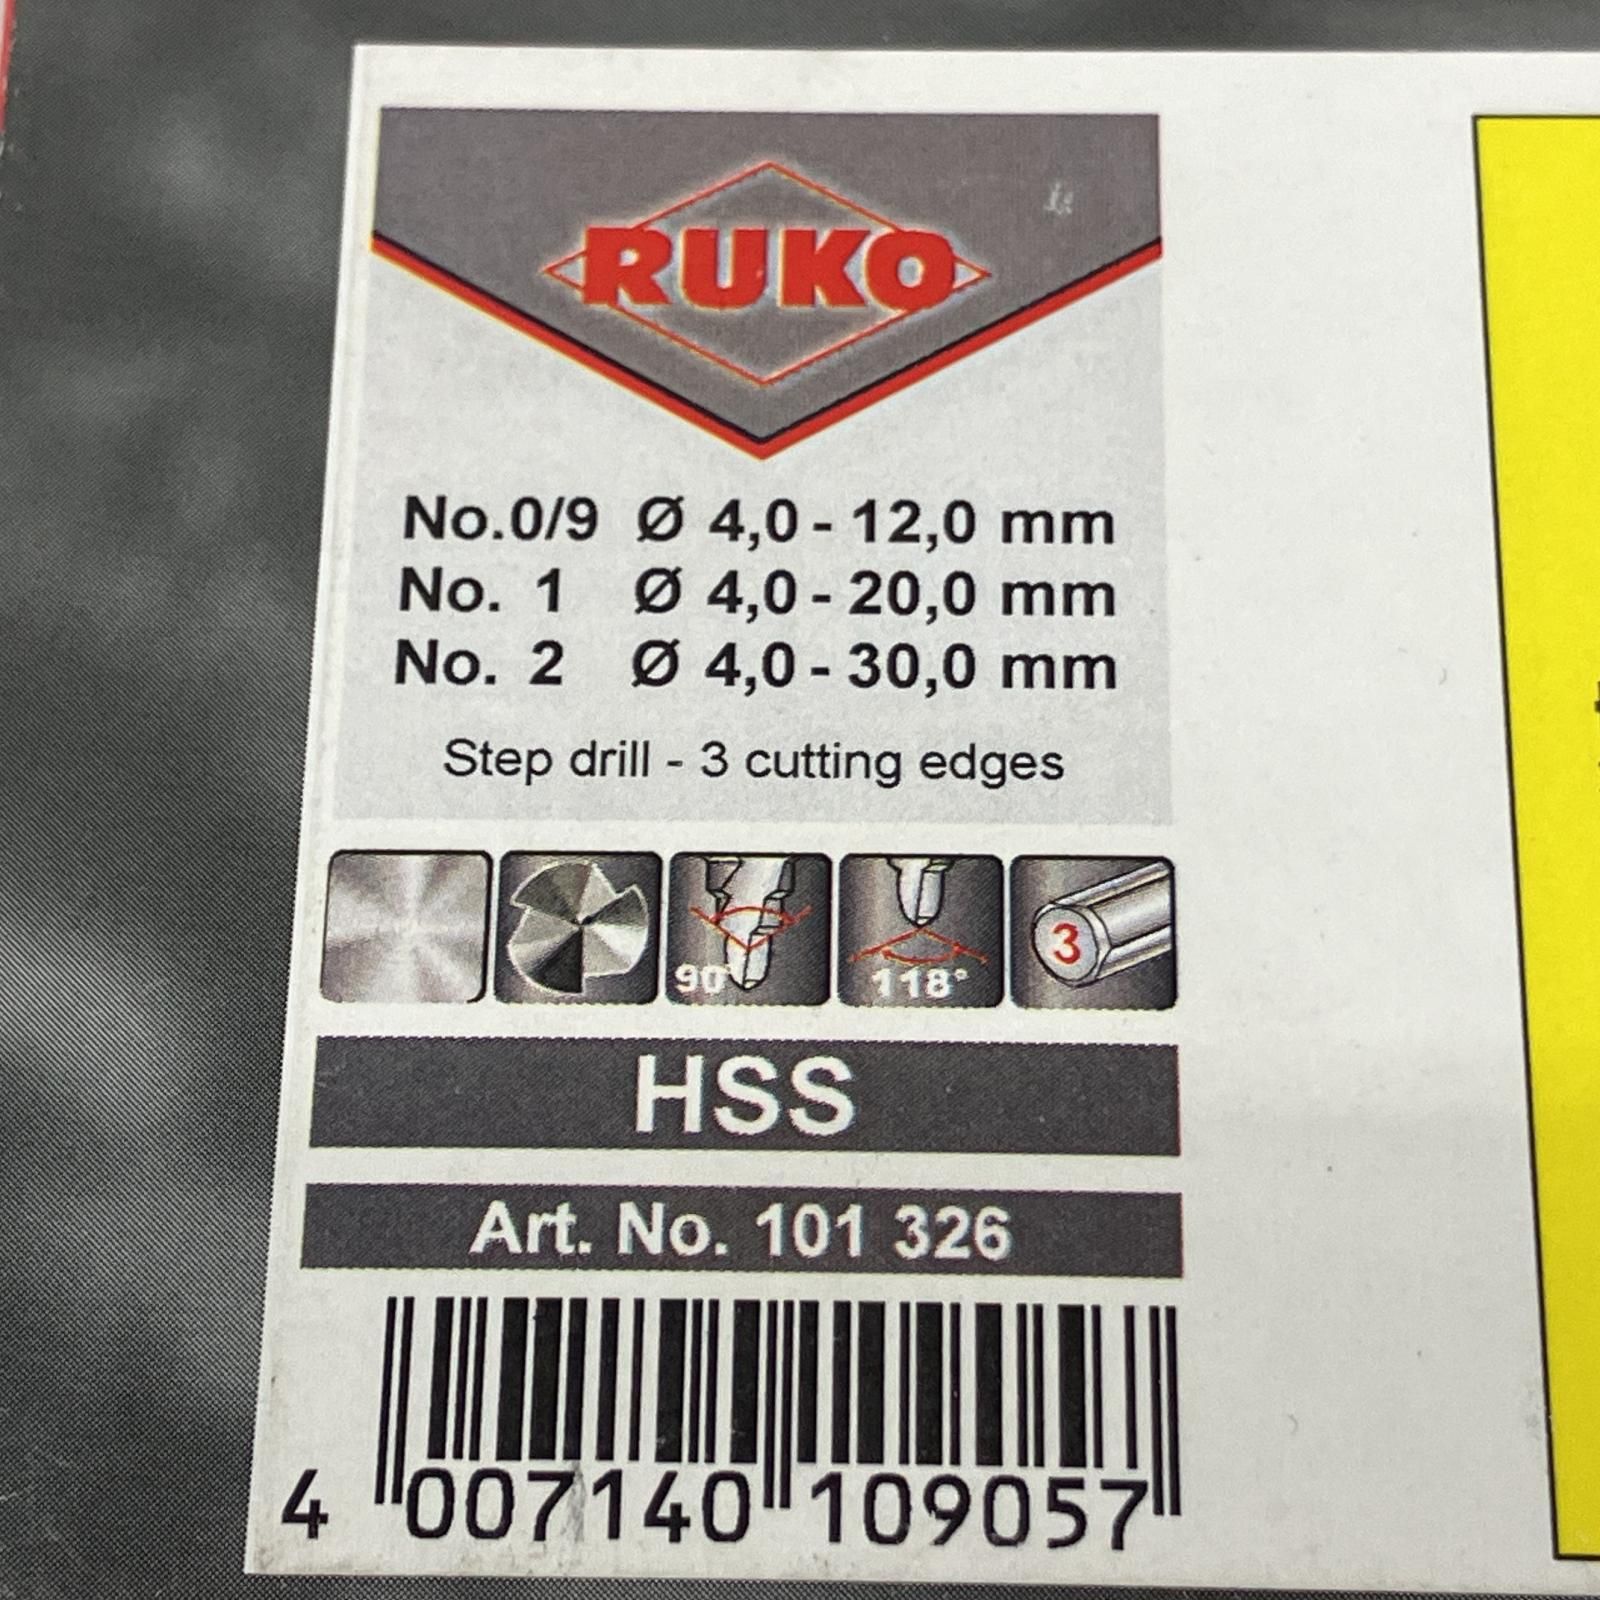 RUKO
No.0/9 Ø 4,0 - 12,0 mm
No. 1 Ø 4,0 - 20,0 mm
No. 2 Ø 4,0 - 30,0 mm
Step drill - 3 cutting edges
90° 118° 3
HSS
Art. No. 101 326
4 007140 109057